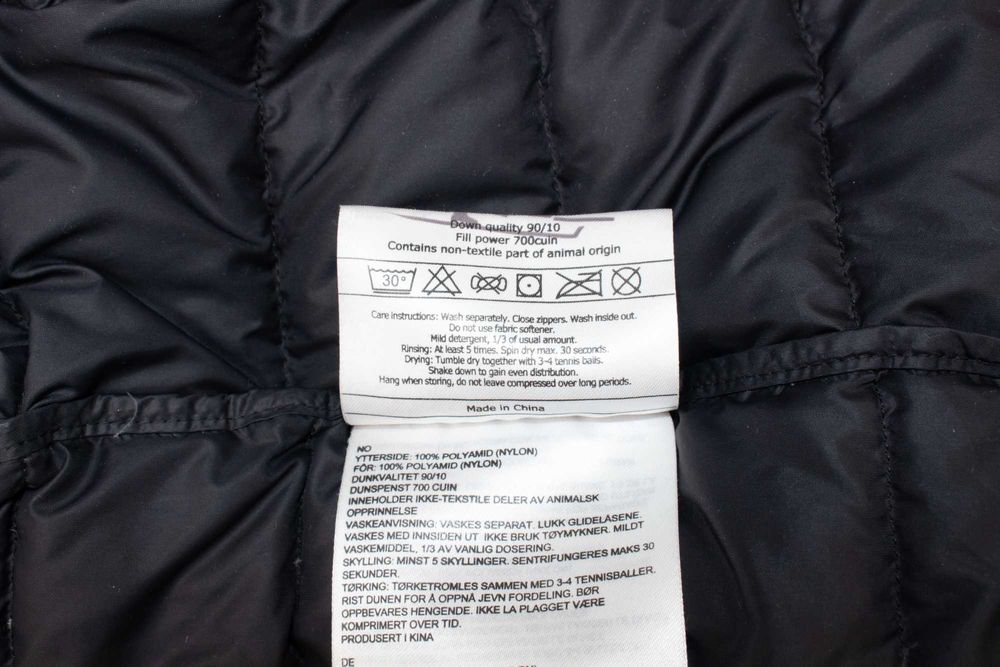 Down quality 90/10
Fill power 700cuin
Contains non-textile part of animal origin
30°
Care instructions: Wash separately. Close zippers. Wash inside out.
Do not use fabric softener.
Mild detergent, 1/3 of usual amount.
Rinsing: At least 5 times. Spin dry max. 30 seconds.
Drying: Tumble dry together with 3-4 tennis balls.
Shake down to gain even distribution.
Hang when storing, do not leave compressed over long periods.
Made in China
NO
YTTERSIDE: 100% POLYAMID (NYLON)
FÔR: 100% POLYAMID (NYLON)
DUNKVALITET 90/10
DUNSPENST 700 CUIN
INNEHOLDER IKKE-TEKSTILE DELER AV ANIMALSK
OPPRINNELSE
VASKEANVISNING: VASKES SEPARAT. LUKK GLIDELÅSENE.
VASKES MED INNSIDEN UT IKKE BRUK TØYMYKNER. MILDT
VASKEMIDDEL, 1/3 AV VANLIG DOSERING.
SKYLLING: MINST 5 SKYLLINGER. SENTRIFUNGERES MAKS 30
SEKUNDER.
TØRKING: TØRKETROMLES SAMMEN MED 3-4 TENNISBALLER.
RIST DUNEN FOR Å OPPNÅ JEVN FORDELING. BØR
OPPBEVARES HENGENDE. IKKE LA PLAGGET VÆRE
KOMPRIMERT OVER TID.
PRODUSERT I KINA
DE